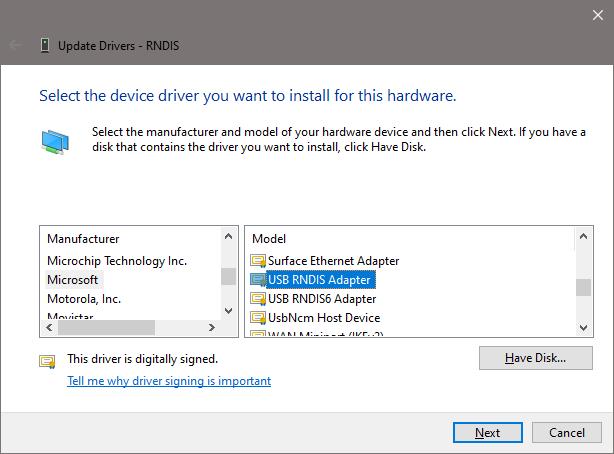 Update Drivers - RNDIS
Select the device driver you want to install for this hardware.
Select the manufacturer and model of your hardware device and then click Next. If you have a
disk that contains the driver you want to install, click Have Disk.
Manufacturer
Microchip Technology Inc.
Microsoft
Motorola, Inc.
Movistar
Model
Surface Ethernet Adapter
USB RNDIS Adapter
USB RNDIS6 Adapter
UsbNcm Host Device
WAN Miniport (IKEv2)
This driver is digitally signed.
Tell me why driver signing is important
Have Disk...
Next
Cancel